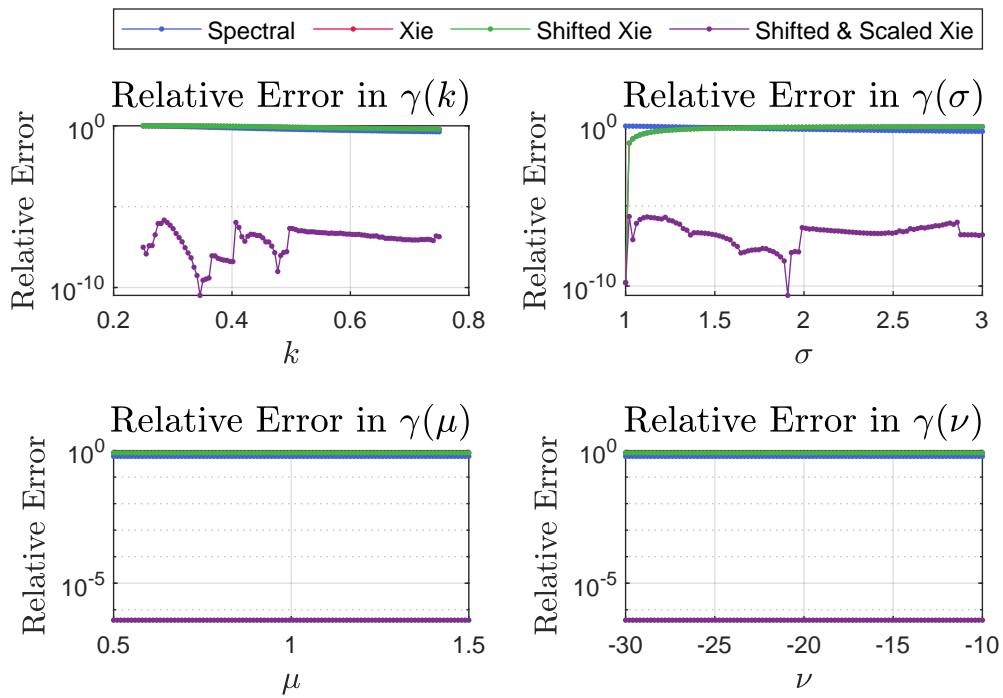 Spectral Xie Shifted Xie Shifted & Scaled Xie
Relative Error in γ(k)
Relative Error
10^0
10^-10
0.2 0.4 0.6 0.8
k
Relative Error in γ(σ)
Relative Error
10^0
10^-10
1 1.5 2 2.5 3
σ
Relative Error in γ(μ)
Relative Error
10^0
10^-5
0.5 1 1.5
μ
Relative Error in γ(ν)
Relative Error
10^0
10^-5
-30 -25 -20 -15 -10
ν